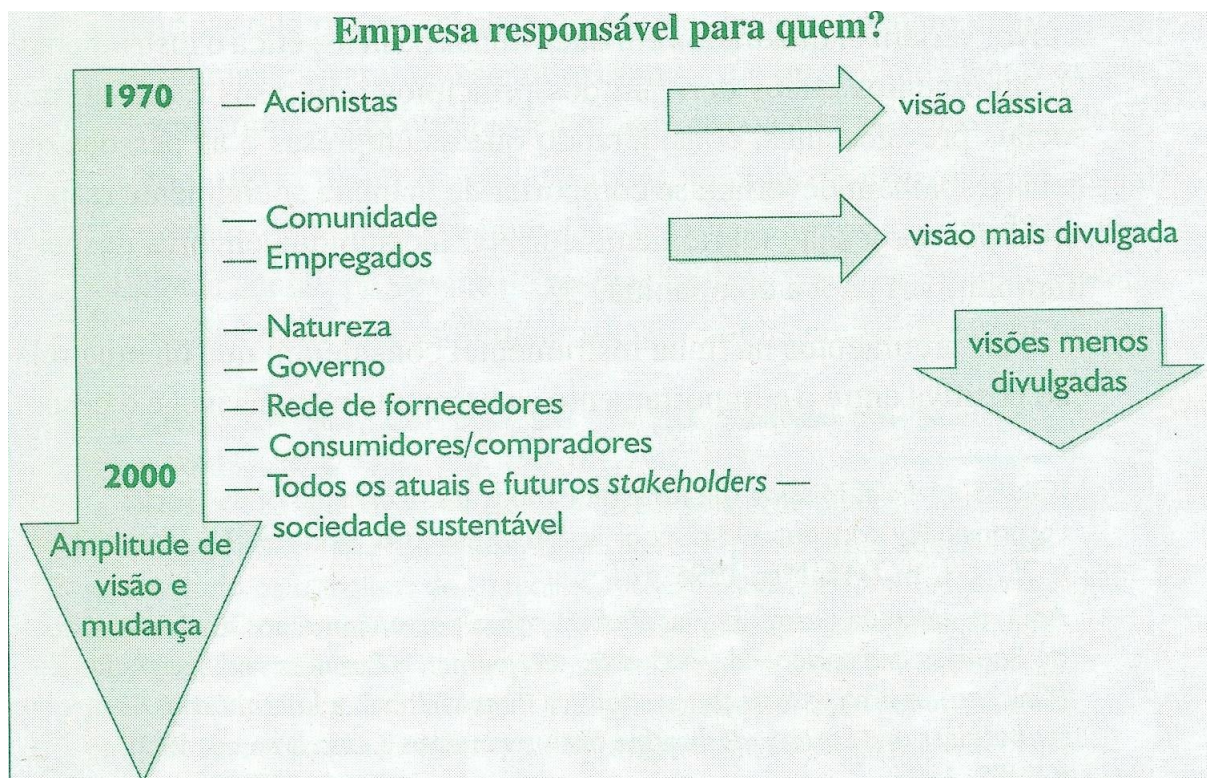 Empresa responsável para quem?
1970
— Acionistas
visão clássica
— Comunidade
— Empregados
visão mais divulgada
— Natureza
— Governo
— Rede de fornecedores
— Consumidores/compradores
visões menos
divulgadas
2000
— Todos os atuais e futuros stakeholders —
sociedade sustentável
Amplitude de
visão e
mudança